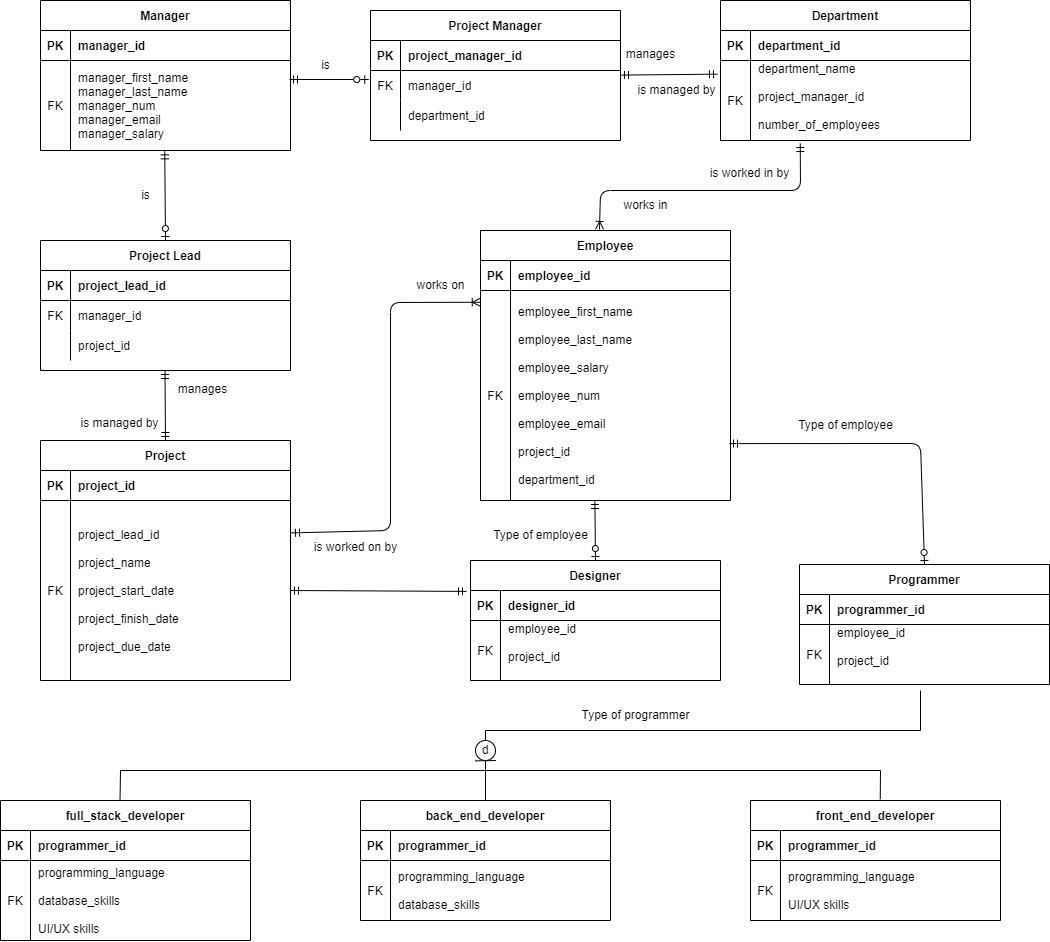 Manager
PK manager_id
FK
manager_first_name
manager_last_name
manager_num
manager_email
manager_salary
is
Project Manager
PK project_manager_id
FK manager_id
department_id
manages
is managed by
Department
PK department_id
FK
department_name
project_manager_id
number_of_employees
is worked in by
works in
is
Project Lead
PK project_lead_id
FK manager_id
project_id
manages
is managed by
works on
Employee
PK employee_id
FK
employee_first_name
employee_last_name
employee_salary
employee_num
employee_email
project_id
department_id
Type of employee
Project
PK project_id
FK
project_lead_id
project_name
project_start_date
project_finish_date
project_due_date
is worked on by
Type of employee
Designer
PK designer_id
FK
employee_id
project_id
Programmer
PK programmer_id
FK
employee_id
project_id
Type of programmer
d
full_stack_developer
PK programmer_id
FK
programming_language
database_skills
UI/UX skills
back_end_developer
PK programmer_id
FK
programming_language
database_skills
front_end_developer
PK programmer_id
FK
programming_language
UI/UX skills